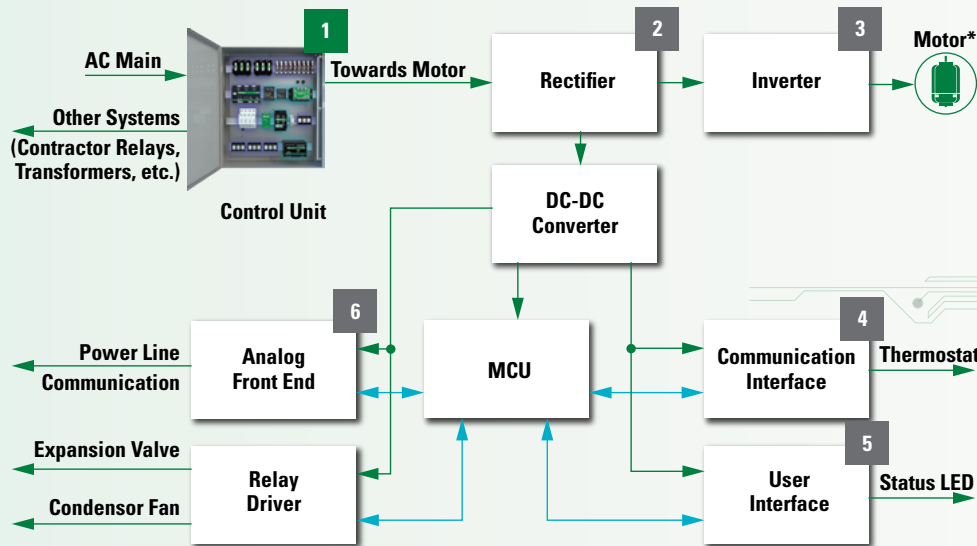 1
2
3
AC Main
Towards Motor
Rectifier
Inverter
Motor*
Other Systems
(Contractor Relays,
Transformers, etc.)
Control Unit
DC-DC
Converter
6
4
Power Line
Communication
Analog
Front End
MCU
Communication
Interface
Thermostat
5
Expansion Valve
Condensor Fan
Relay
Driver
User
Interface
Status LED